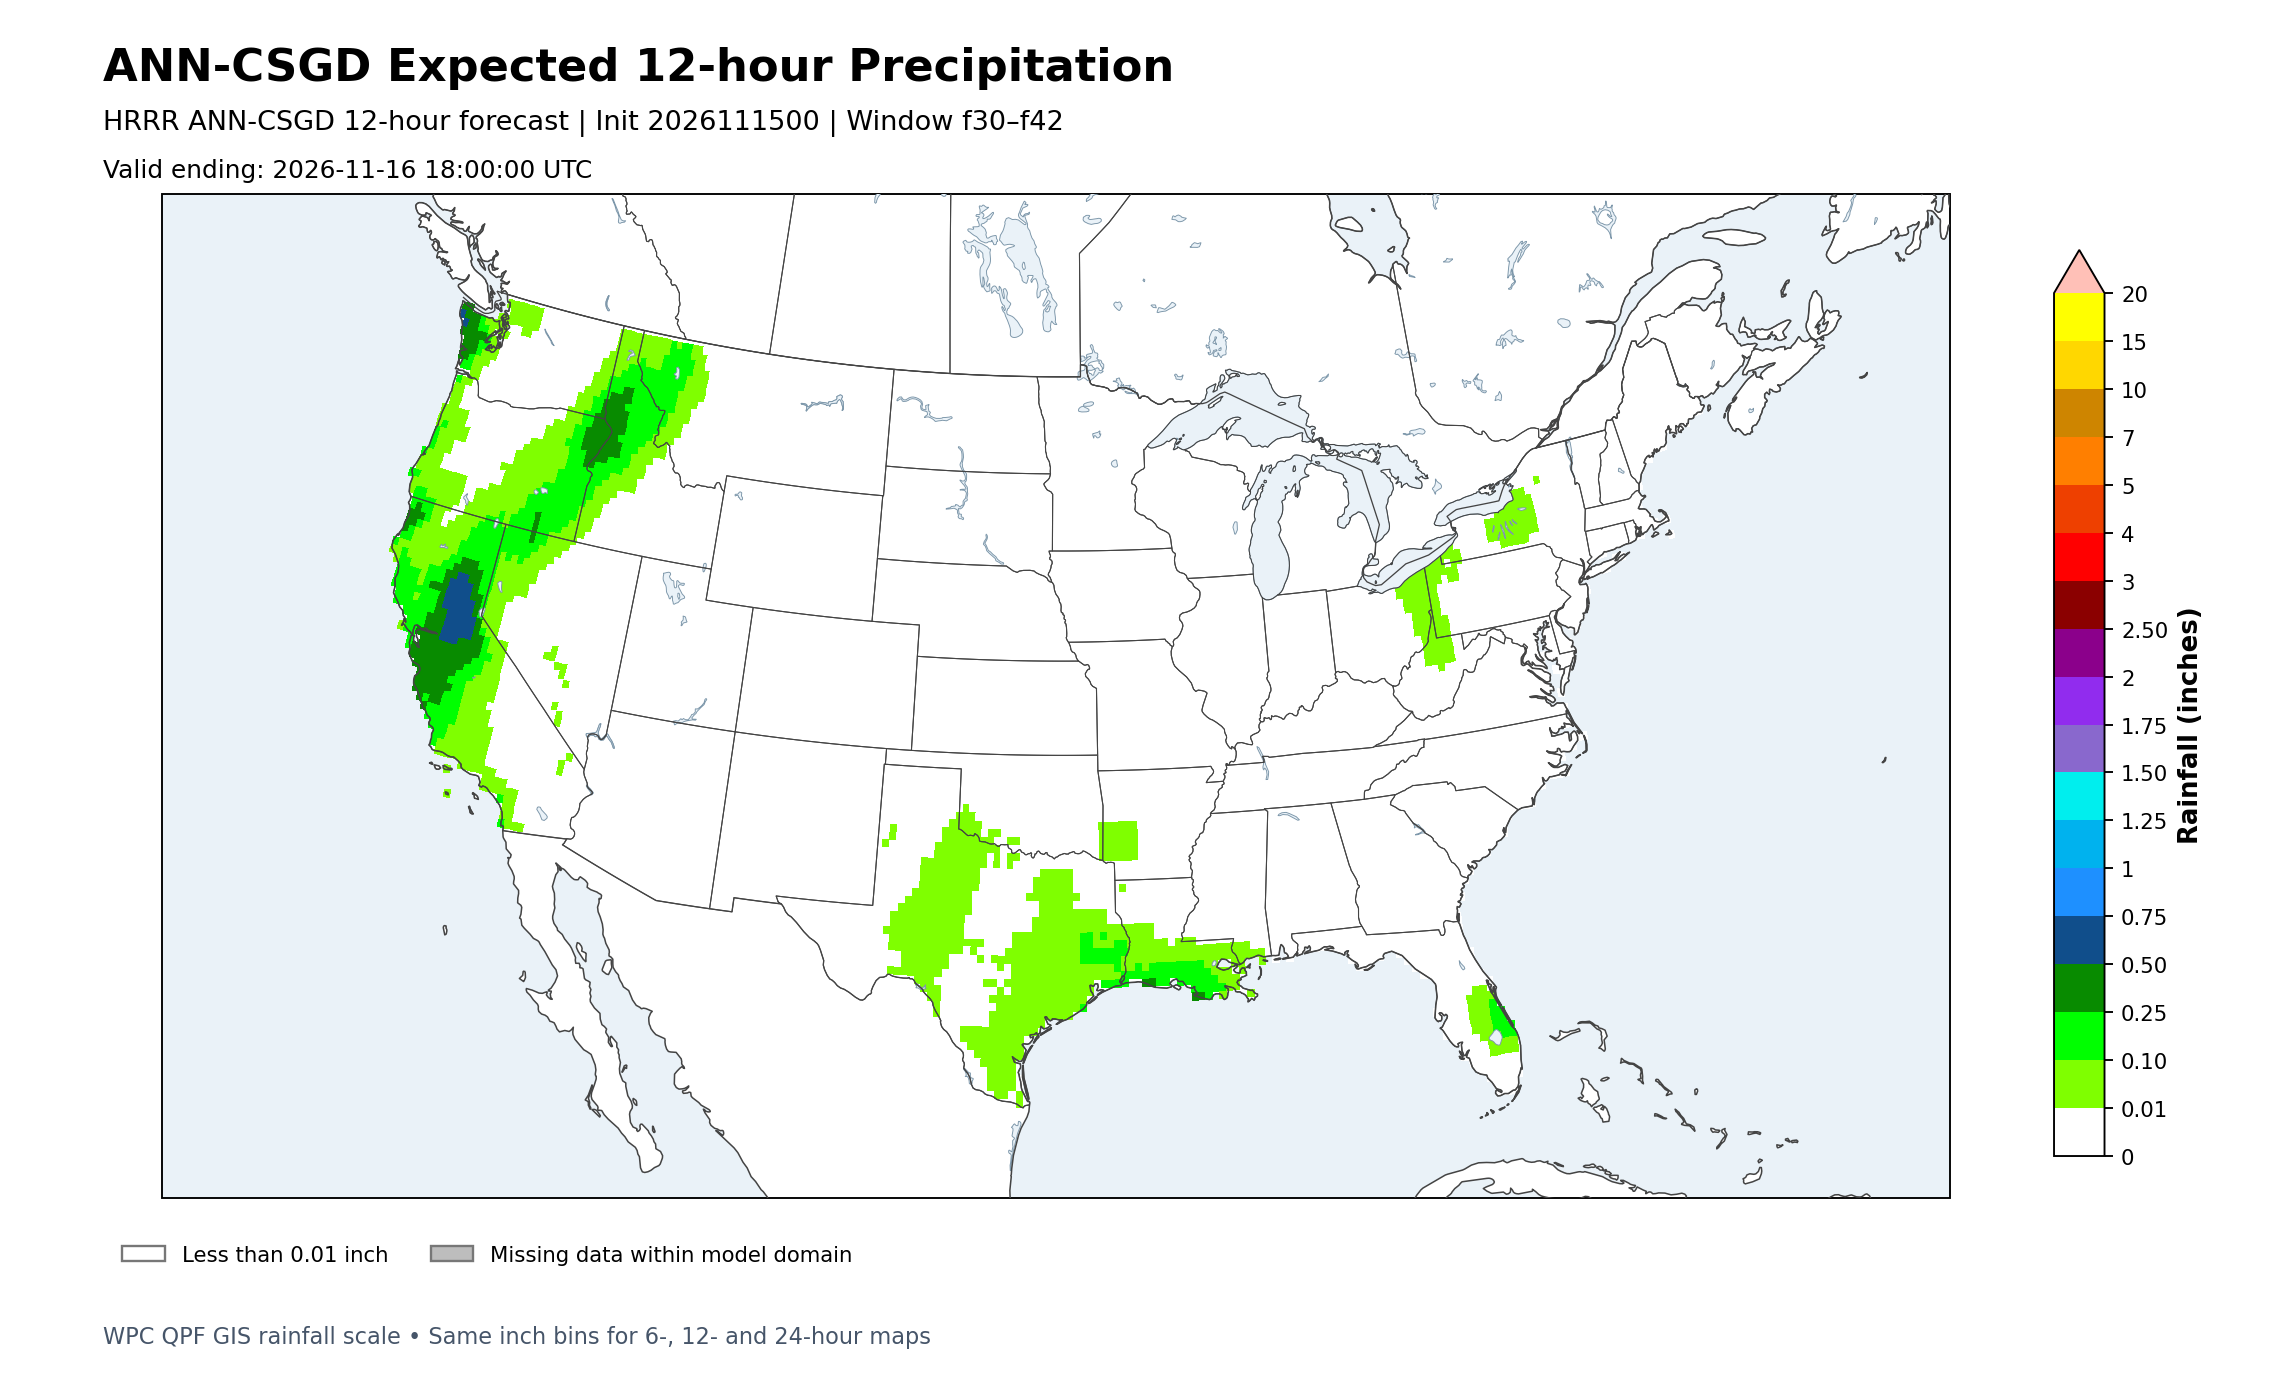 ANN-CSGD Expected 12-hour Precipitation
HRRR ANN-CSGD 12-hour forecast | Init 2026111500 | Window f30–f42
Valid ending: 2026-11-16 18:00:00 UTC
20
15
10
7
5
4
3
2.50
2
1.75
1.50
1.25
1
0.75
0.50
0.25
0.10
0.01
0
Rainfall (inches)
Less than 0.01 inch
Missing data within model domain
WPC QPF GIS rainfall scale • Same inch bins for 6-, 12- and 24-hour maps